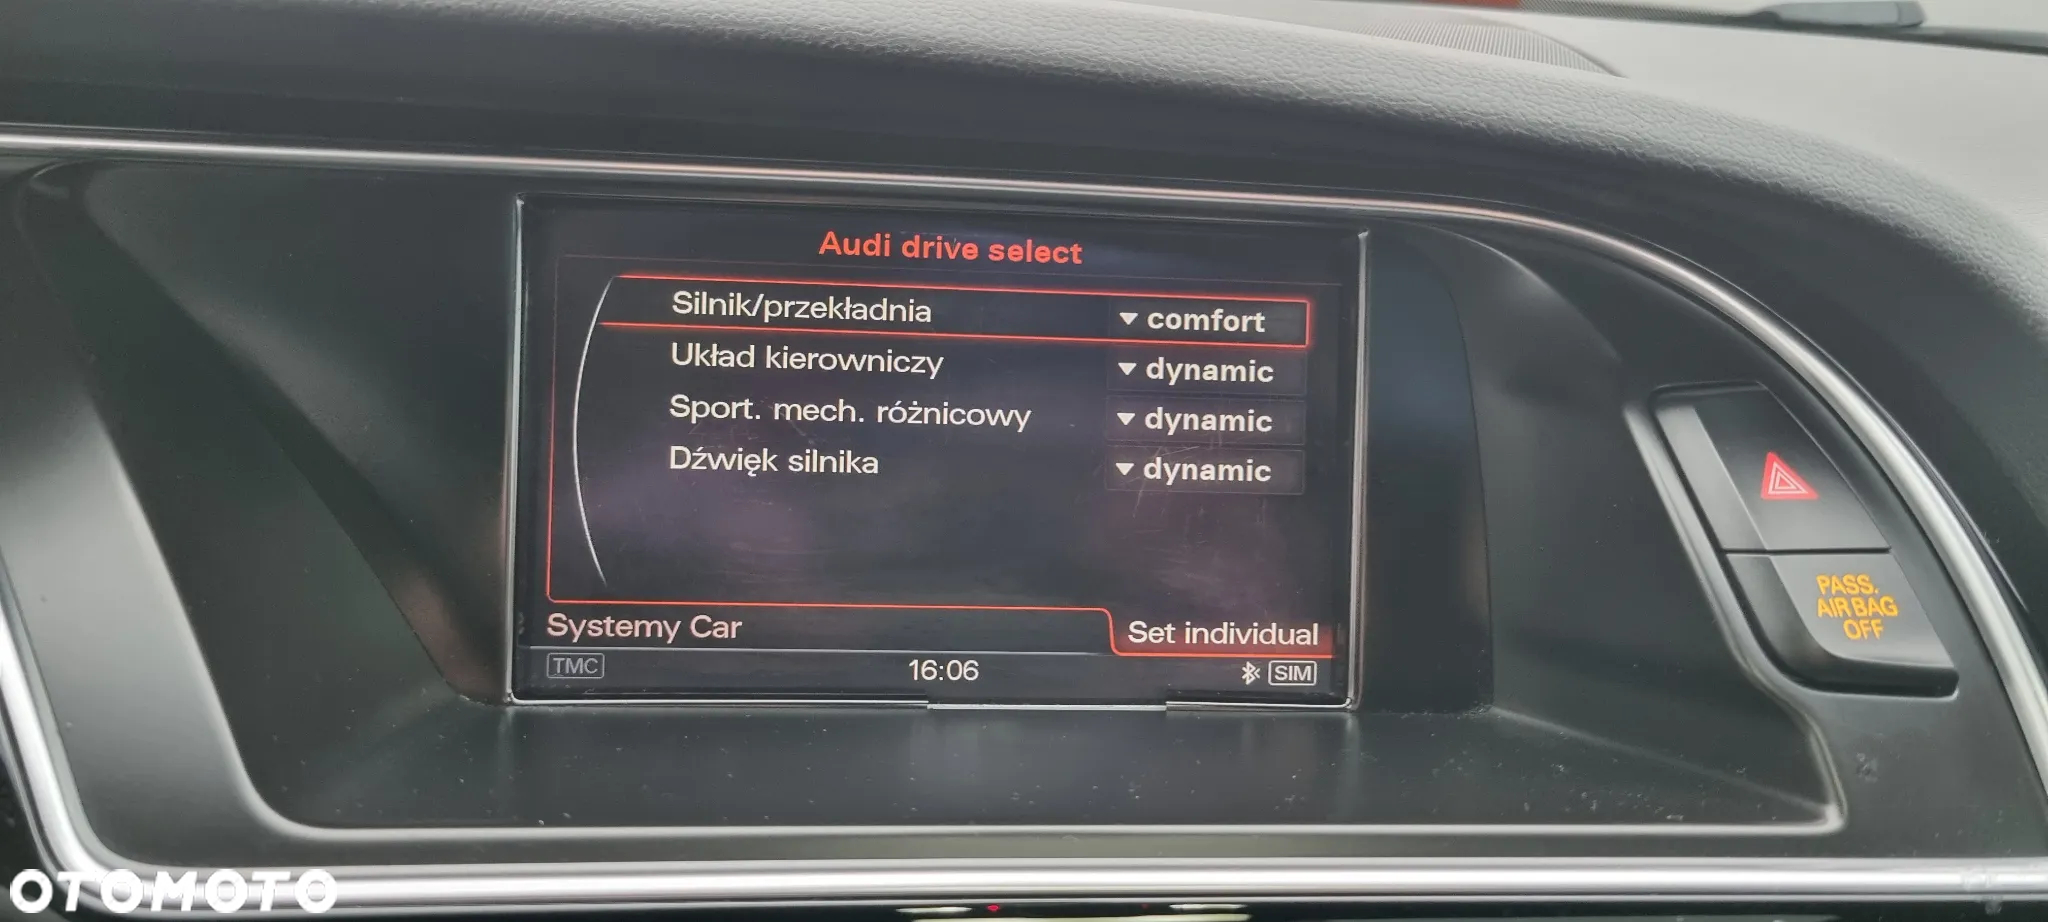 Audi drive select
Silnik/przekładnia ▼ comfort
Układ kierowniczy ▼ dynamic
Sport. mech. różnicowy ▼ dynamic
Dźwięk silnika ▼ dynamic
Systemy Car
Set individual
TMC
16:06
SIM
PASS.
AIR BAG
OFF
OTOMOTO